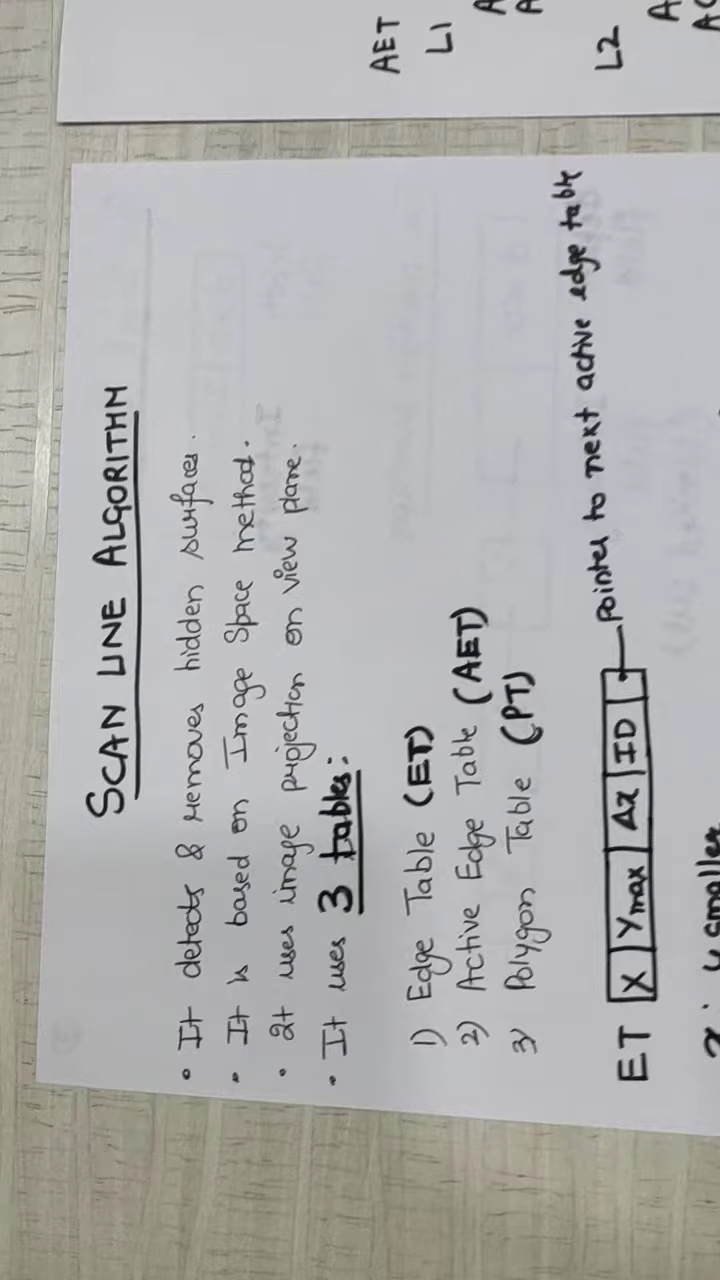 SCAN LINE ALGORITHM
• It detects & removes hidden surfaces.
• It is based on Image Space method.
• It uses image projection on view plane.
• It uses 3 tables:
1) Edge Table (ET)
2) Active Edge Table (AET)
3) Polygon Table (PT)
ET X Ymax Δx ID pointer to next active edge table
smaller
AET
L1
L2